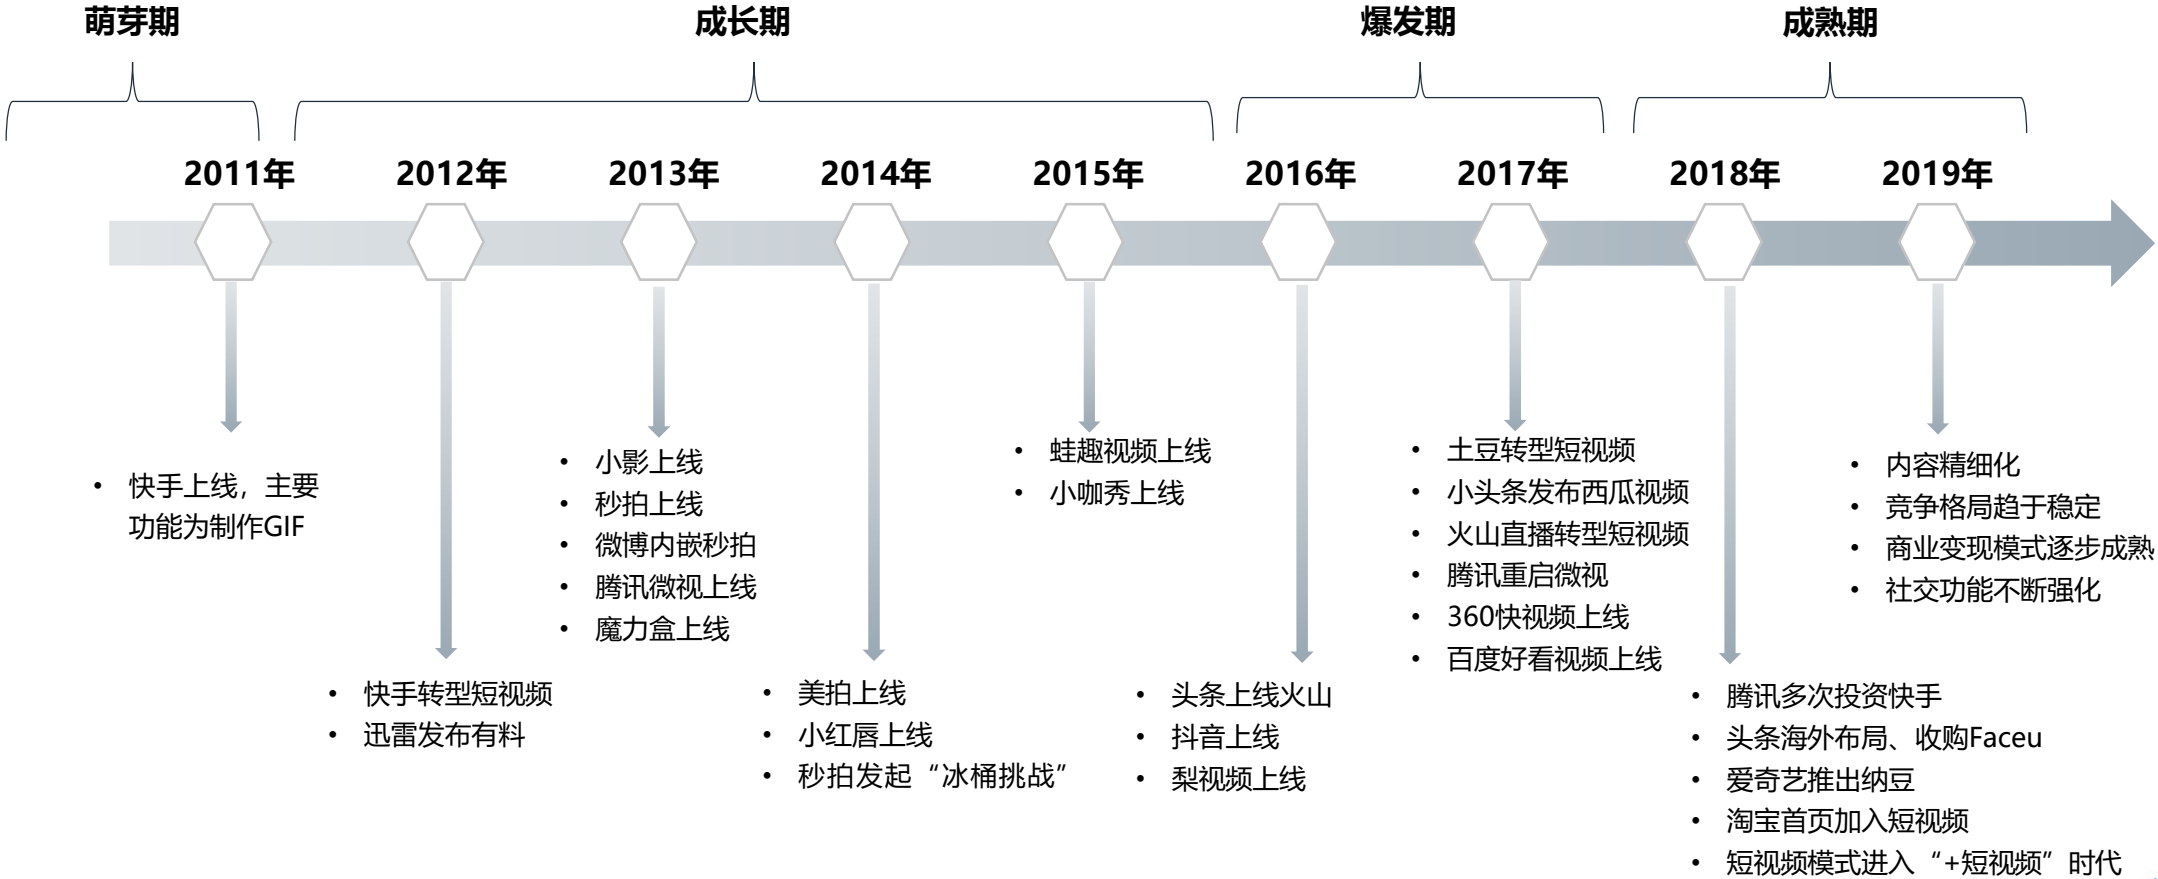 萌芽期
成长期
爆发期
成熟期
2011年
2012年
2013年
2014年
2015年
2016年
2017年
2018年
2019年
• 快手上线，主要
功能为制作GIF
• 快手转型短视频
• 迅雷发布有料
• 小影上线
• 秒拍上线
• 微博内嵌秒拍
• 腾讯微视上线
• 魔力盒上线
• 美拍上线
• 小红唇上线
• 秒拍发起“冰桶挑战”
• 蛙趣视频上线
• 小咖秀上线
• 头条上线火山
• 抖音上线
• 梨视频上线
• 土豆转型短视频
• 小头条发布西瓜视频
• 火山直播转型短视频
• 腾讯重启微视
• 360快视频上线
• 百度好看视频上线
• 腾讯多次投资快手
• 头条海外布局、收购Faceu
• 爱奇艺推出纳豆
• 淘宝首页加入短视频
• 短视频模式进入“+短视频”时代
• 内容精细化
• 竞争格局趋于稳定
• 商业变现模式逐步成熟
• 社交功能不断强化